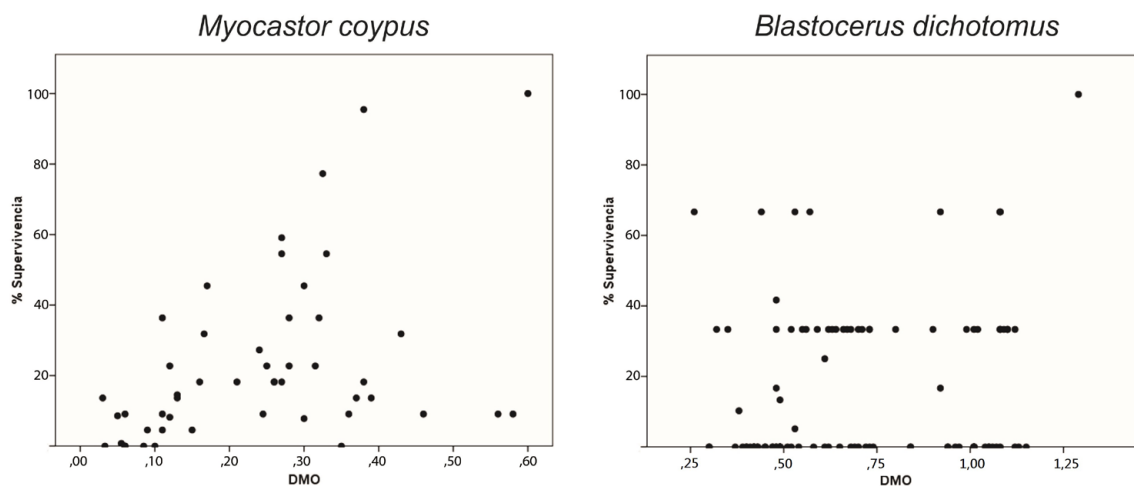 Myocastor coypus
% Supervivencia
100
80
60
40
20
,00 ,10 ,20 ,30 ,40 ,50 ,60
DMO
Blastocerus dichotomus
% Supervivencia
100
80
60
40
20
,25 ,50 ,75 1,00 1,25
DMO